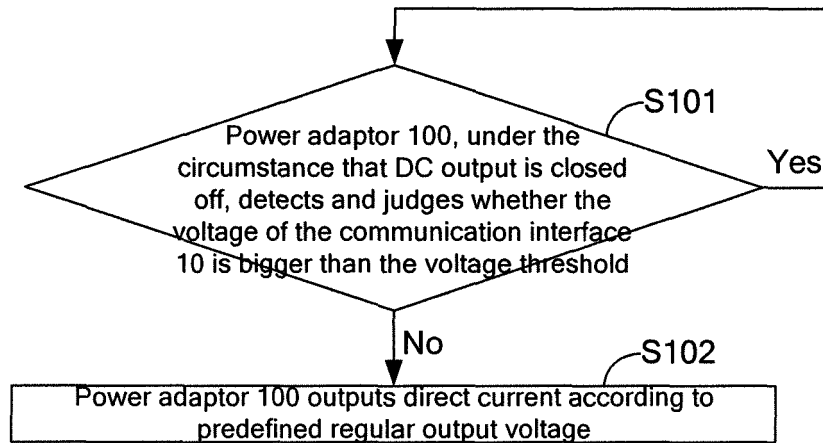 S101
Power adaptor 100, under the
circumstance that DC output is closed
off, detects and judges whether the
voltage of the communication interface
10 is bigger than the voltage threshold
Yes
No
S102
Power adaptor 100 outputs direct current according to
predefined regular output voltage